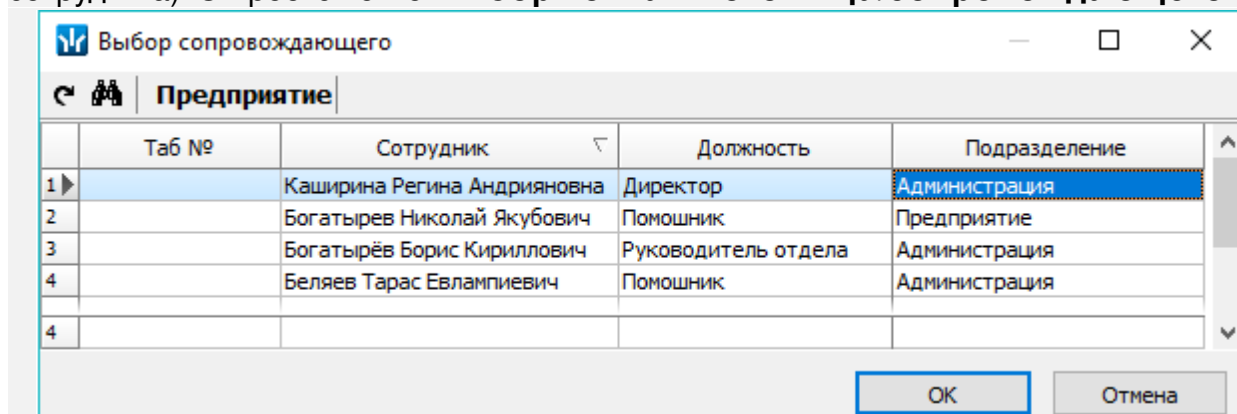 Выбор сопровождающего
Предприятие
Таб № Сотрудник Должность Подразделение
1 Каширина Регина Андрияновна Директор Администрация
2 Богатырев Николай Якубович Помошник Предприятие
3 Богатырёв Борис Кириллович Руководитель отдела Администрация
4 Беляев Тарас Евлампиевич Помошник Администрация
4
OK Отмена